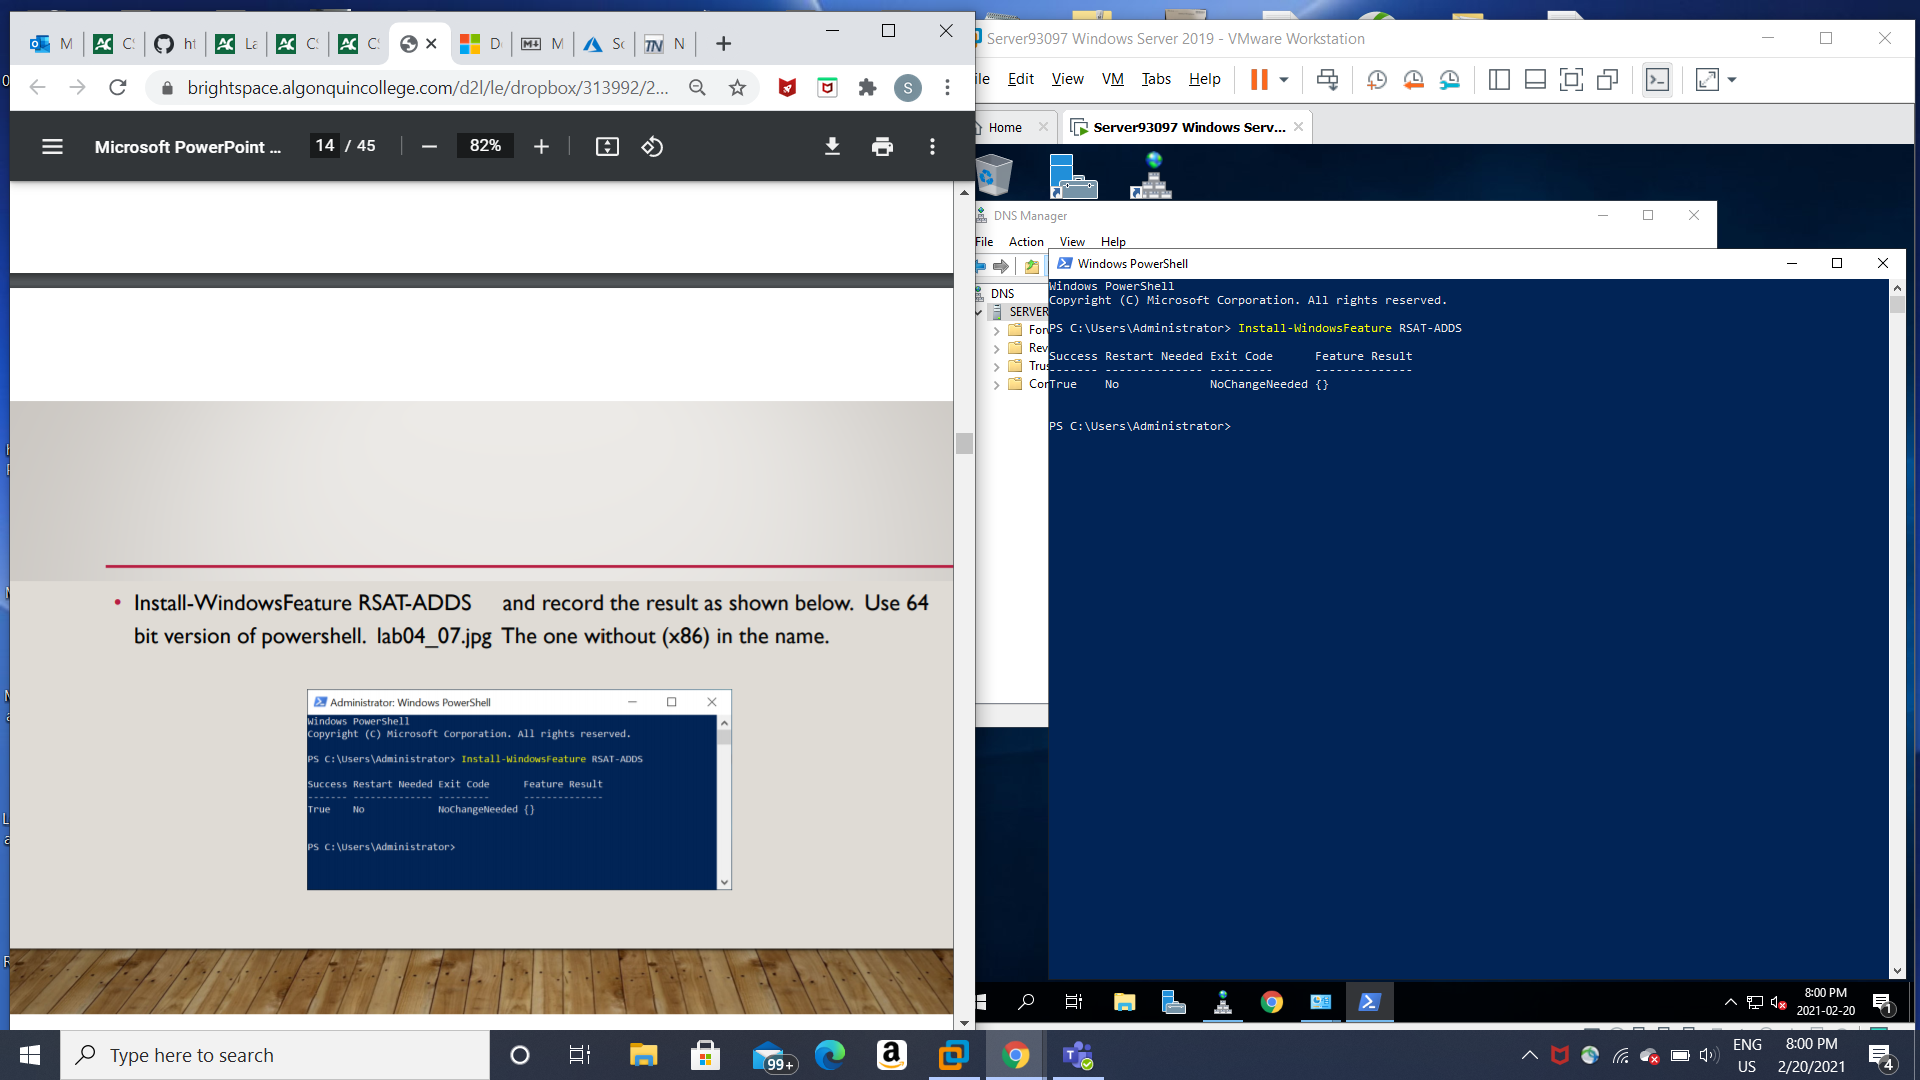 M
CS
ht
La
CS
CS
D
M
Sc
N
brightspace.algonquincollege.com/d2l/le/dropbox/313992/2...
S
Microsoft PowerPoint ...
14 / 45
82%
• Install-WindowsFeature RSAT-ADDS and record the result as shown below. Use 64
bit version of powershell. lab04_07.jpg The one without (x86) in the name.
Administrator: Windows PowerShell
Windows PowerShell
Copyright (C) Microsoft Corporation. All rights reserved.
PS C:\Users\Administrator> Install-WindowsFeature RSAT-ADDS
Success Restart Needed Exit Code Feature Result
------- -------------- --------- --------------
True No NoChangeNeeded {}
PS C:\Users\Administrator>
Server93097 Windows Server 2019 - VMware Workstation
ile Edit View VM Tabs Help
Home
Server93097 Windows Serv...
DNS Manager
File Action View Help
DNS
SERVER
For
Rev
Trus
Con
Windows PowerShell
Windows PowerShell
Copyright (C) Microsoft Corporation. All rights reserved.
PS C:\Users\Administrator> Install-WindowsFeature RSAT-ADDS
Success Restart Needed Exit Code Feature Result
------- -------------- --------- --------------
True No NoChangeNeeded {}
PS C:\Users\Administrator>
8:00 PM
2021-02-20
1
Type here to search
99+
ENG
US
8:00 PM
2/20/2021
4